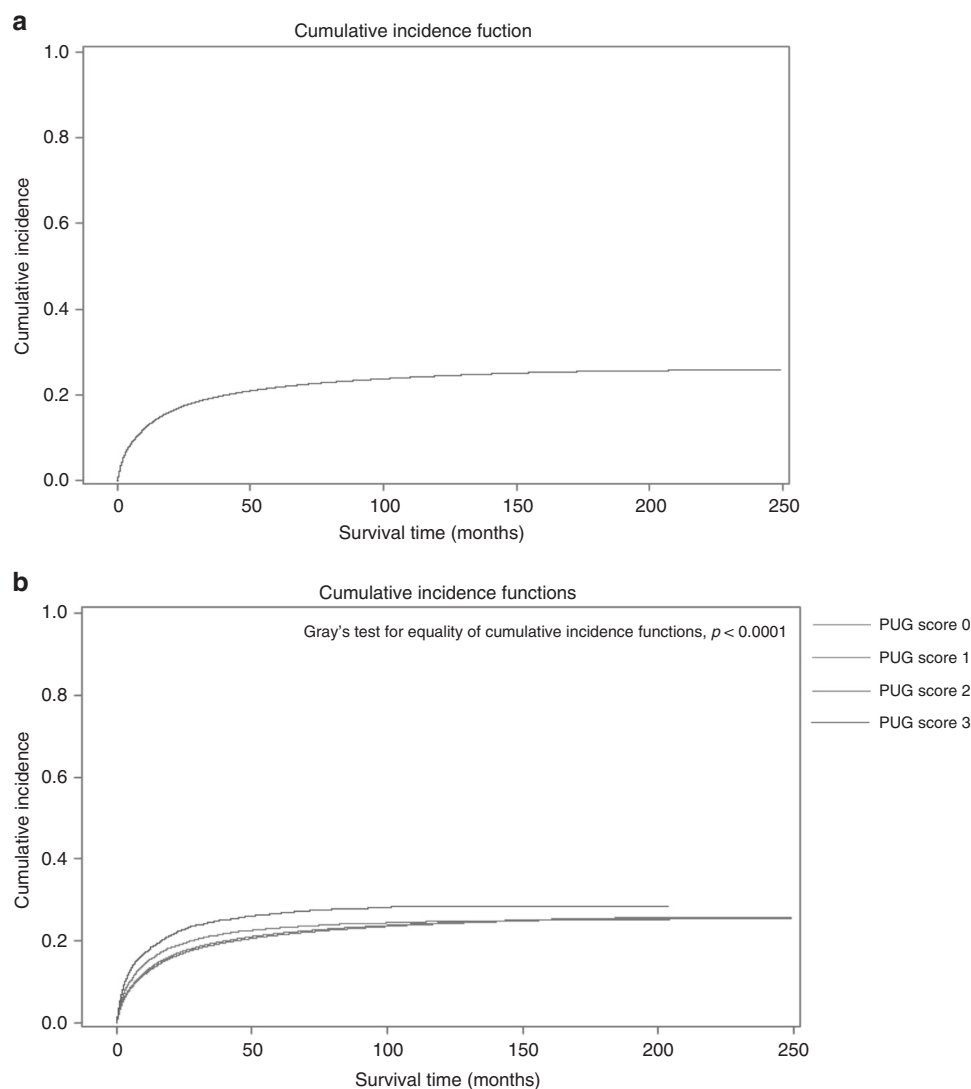 a
Cumulative incidence fuction
1.0
0.8
0.6
0.4
0.2
0.0
Cumulative incidence
0 50 100 150 200 250
Survival time (months)
b
Cumulative incidence functions
Gray's test for equality of cumulative incidence functions, p < 0.0001
PUG score 0
PUG score 1
PUG score 2
PUG score 3
1.0
0.8
0.6
0.4
0.2
0.0
Cumulative incidence
0 50 100 150 200 250
Survival time (months)